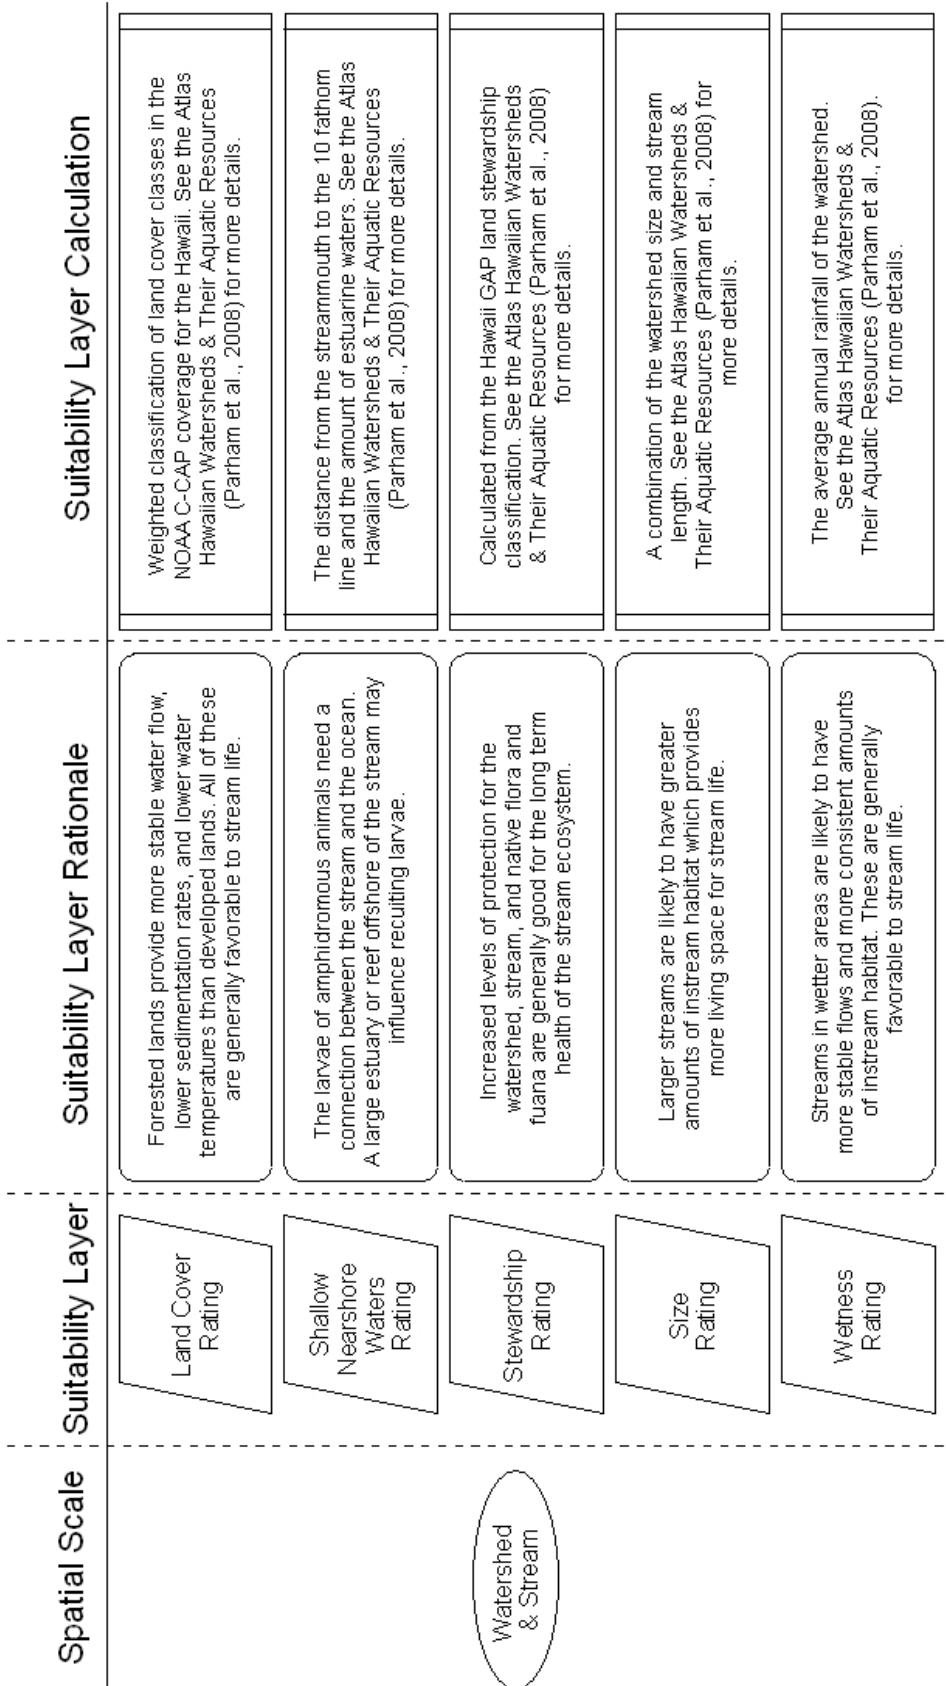 Spatial Scale
Suitability Layer
Suitability Layer Rationale
Suitability Layer Calculation
Watershed
& Stream
Land Cover
Rating
Forested lands provide more stable water flow,
lower sedimentation rates, and lower water
temperatures than developed lands. All of these
are generally favorable to stream life.
Weighted classification of land cover classes in the
NOAA C-CAP coverage for the Hawaii. See the Atlas
Hawaiian Watersheds & Their Aquatic Resources
(Parham et al., 2008) for more details.
Shallow
Nearshore
Waters
Rating
The larvae of amphidromous animals need a
connection between the stream and the ocean.
A large estuary or reef offshore of the stream may
influence recuiting larvae.
The distance from the streammouth to the 10 fathom
line and the amount of estuarine waters. See the Atlas
Hawaiian Watersheds & Their Aquatic Resources
(Parham et al., 2008) for more details.
Stewardship
Rating
Increased levels of protection for the
watershed, stream, and native flora and
fuana are generally good for the long term
health of the stream ecosystem.
Calculated from the Hawaii GAP land stewardship
classification. See the Atlas Hawaiian Watersheds
& Their Aquatic Resources (Parham et al., 2008)
for more details.
Size
Rating
Larger streams are likely to have greater
amounts of instream habitat which provides
more living space for stream life.
A combination of the watershed size and stream
length. See the Atlas Hawaiian Watersheds &
Their Aquatic Resources (Parham et al., 2008) for
more details.
Wetness
Rating
Streams in wetter areas are likely to have
more stable flows and more consistent amounts
of instream habitat. These are generally
favorable to stream life.
The average annual rainfall of the watershed.
See the Atlas Hawaiian Watersheds &
Their Aquatic Resources (Parham et al., 2008).
for more details.